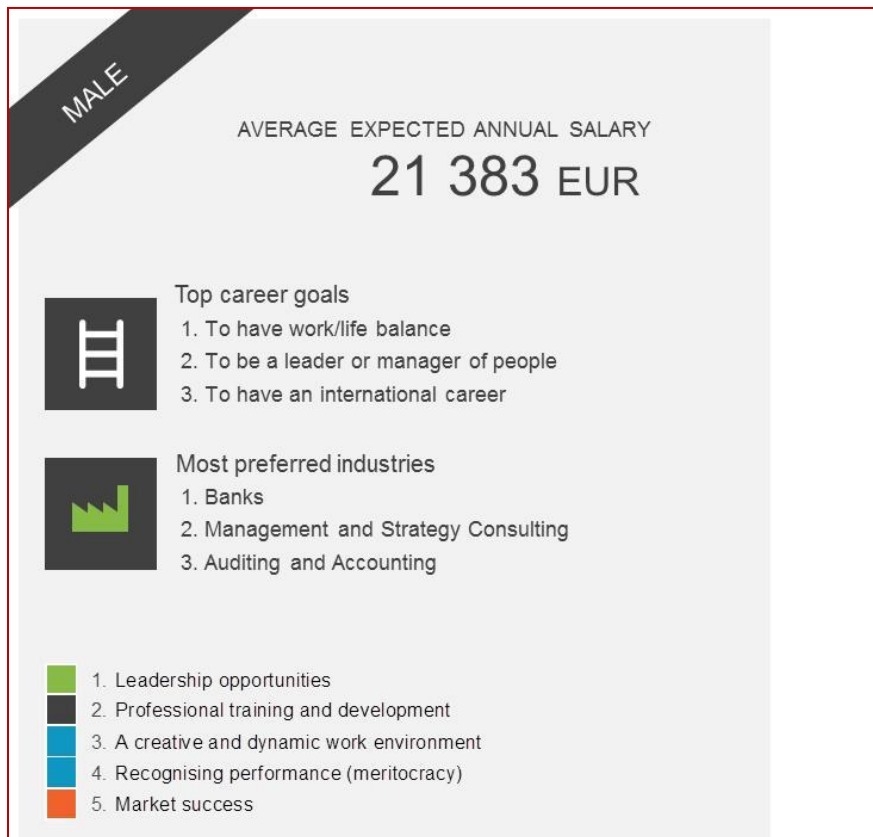 MALE
AVERAGE EXPECTED ANNUAL SALARY
21 383 EUR
Top career goals
1. To have work/life balance
2. To be a leader or manager of people
3. To have an international career
Most preferred industries
1. Banks
2. Management and Strategy Consulting
3. Auditing and Accounting
1. Leadership opportunities
2. Professional training and development
3. A creative and dynamic work environment
4. Recognising performance (meritocracy)
5. Market success